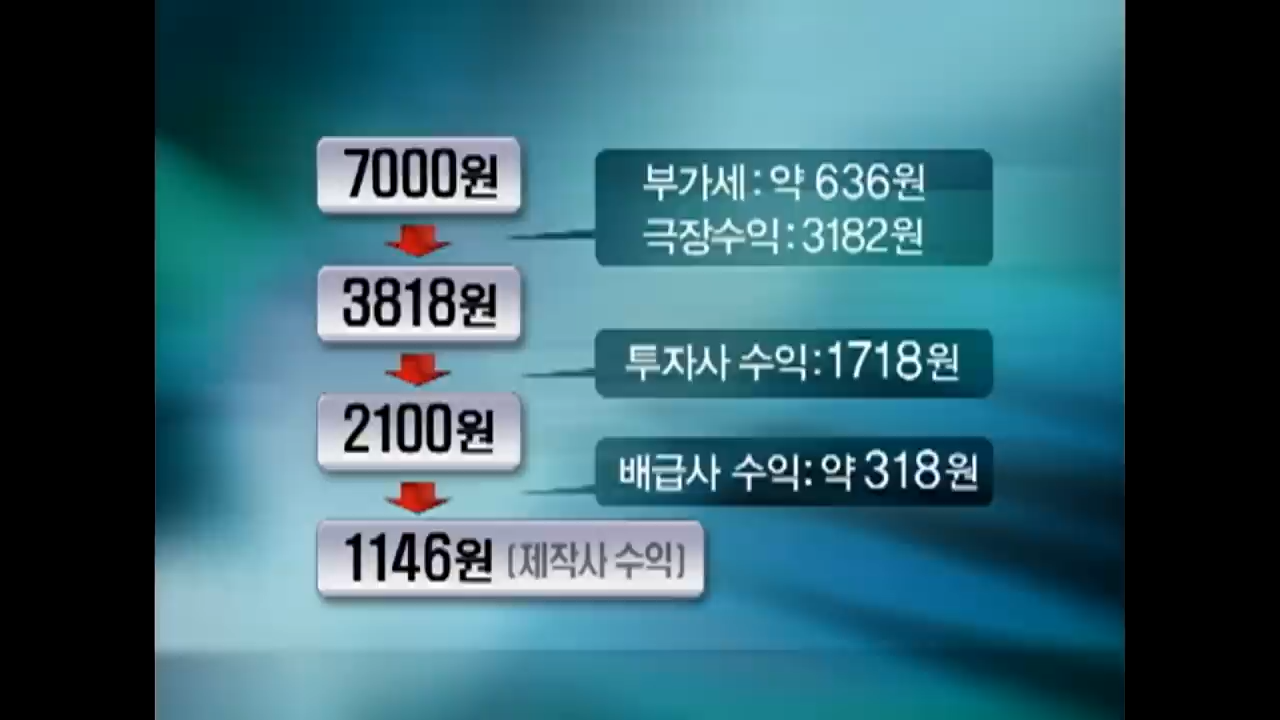 7000원
부가세:약 636원
극장수익:3182원
3818원
투자사 수익:1718원
2100원
배급사 수익:약 318원
1146원 (제작사 수익)